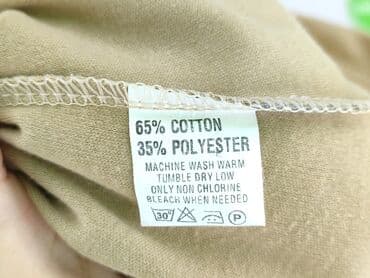 65% COTTON
35% POLYESTER
MACHINE WASH WARM
TUMBLE DRY LOW
ONLY NON CHLORINE
BLEACH WHEN NEEDED
30° P